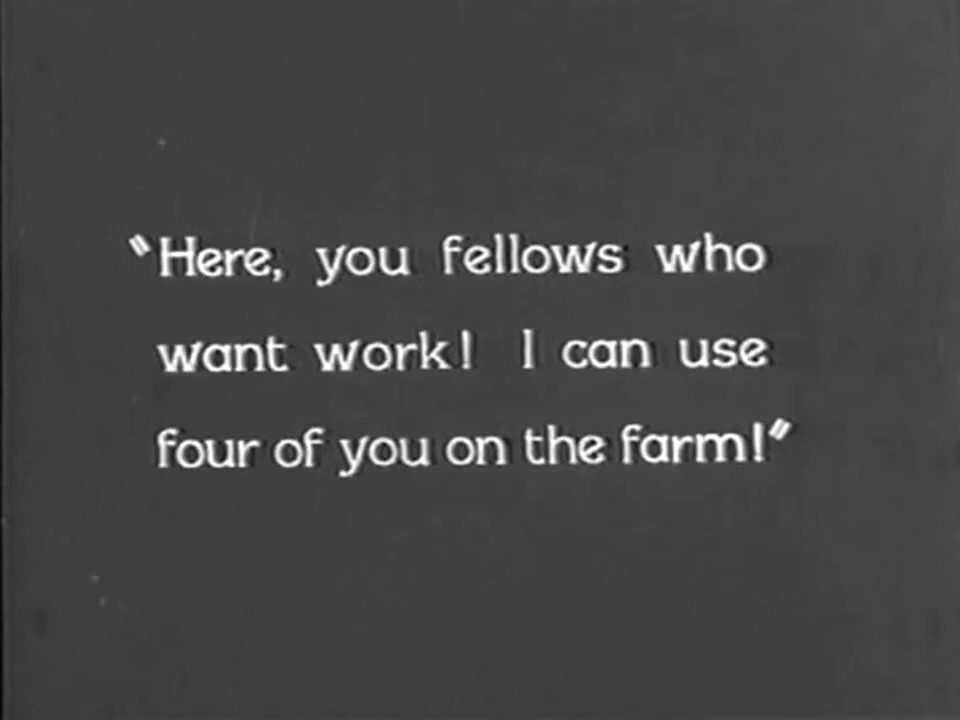 "Here, you fellows who
want work! I can use
four of you on the farm!"